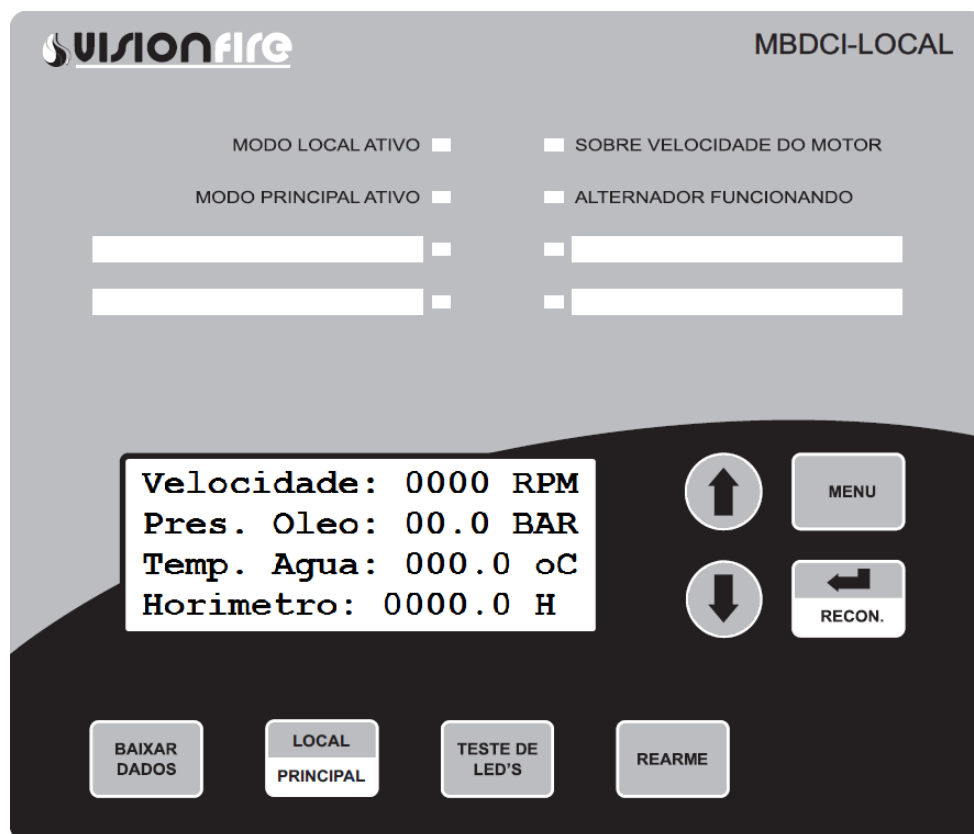 visionfire
MBDCI-LOCAL
MODO LOCAL ATIVO
SOBRE VELOCIDADE DO MOTOR
MODO PRINCIPAL ATIVO
ALTERNADOR FUNCIONANDO
Velocidade: 0000 RPM
Pres. Oleo: 00.0 BAR
Temp. Agua: 000.0 oC
Horimetro: 0000.0 H
MENU
RECON.
BAIXAR
DADOS
LOCAL
PRINCIPAL
TESTE DE
LED'S
REARME